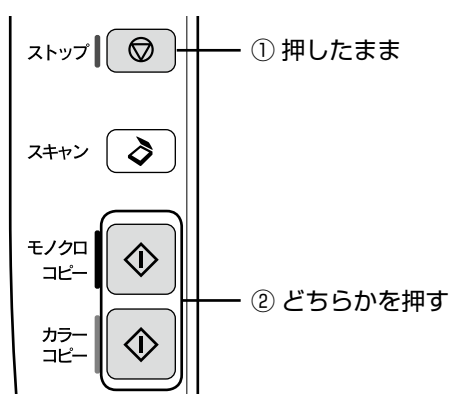 ストップ
① 押したまま
スキャン
モノクロ
コピー
② どちらかを押す
カラー
コピー